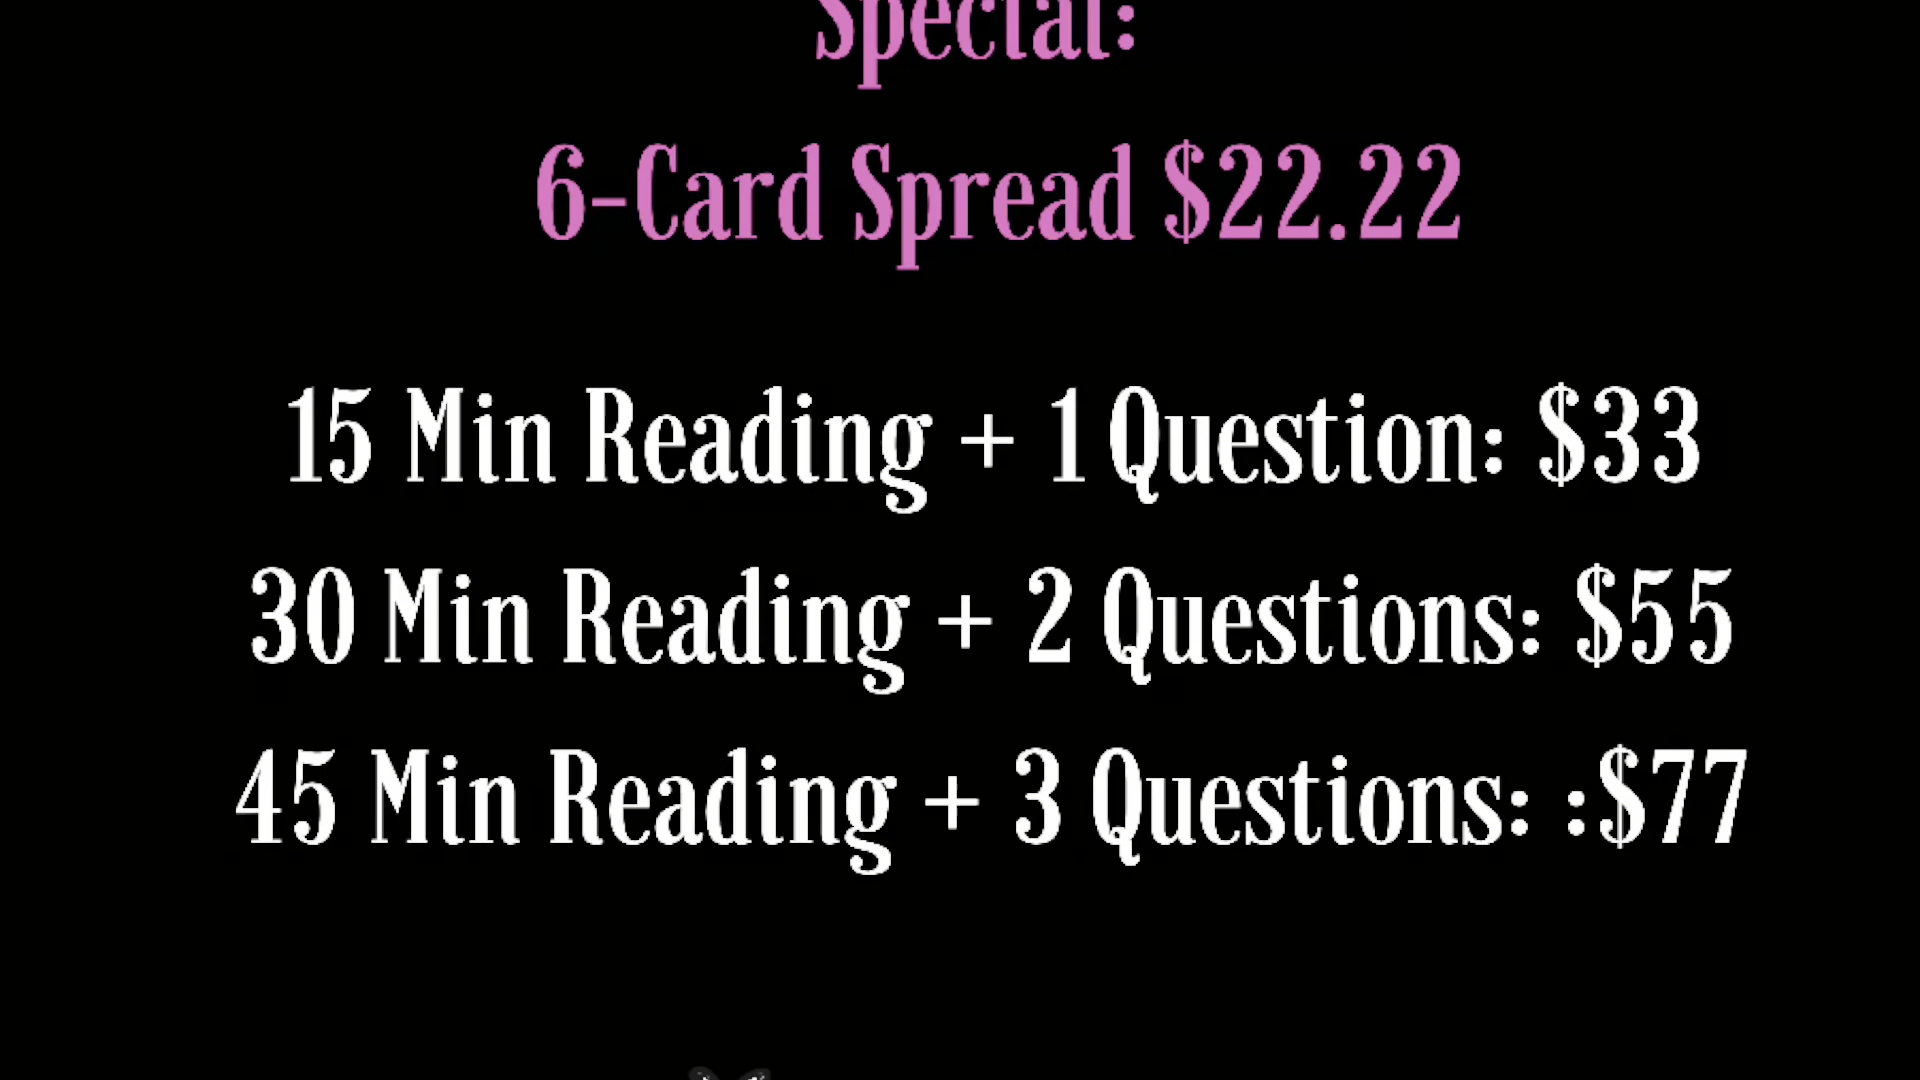 Special:
6-Card Spread $22.22
15 Min Reading + 1 Question: $33
30 Min Reading + 2 Questions: $55
45 Min Reading + 3 Questions: :$77